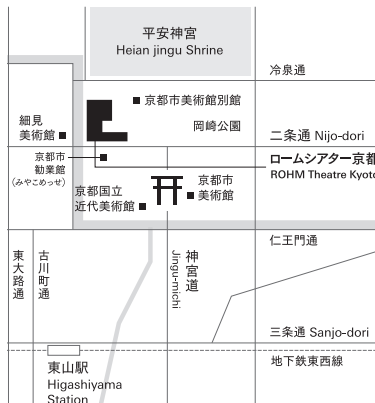 平安神宮
Heian jingu Shrine
冷泉通
京都市美術館別館
細見
美術館
岡崎公園
二条通 Nijo-dori
京都市
勧業館
(みやこめっせ)
ロームシアター京都
ROHM Theatre Kyoto
京都国立
近代美術館
京都市
美術館
仁王門通
東大路通
古川町通
神宮道
Jingu-michi
三条通 Sanjo-dori
地下鉄東西線
東山駅
Higashiyama
Station